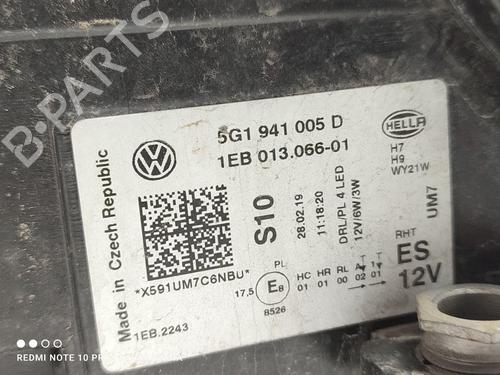 B-PARTS
Made in Czech Republic
5G1 941 005 D
1EB 013.066-01
HELLA
H7
H9
WY21W
UM7
S10
28.02.19
11:18:20
DRL/PL 4 LED
12V/6W/3W
RHT
ES
12V
*X591UM7C6NBU*
1EB.2243
PL
17.5
E8
8526
HC HR RL
01 01 00 02 01
REDMI NOTE 10 PR